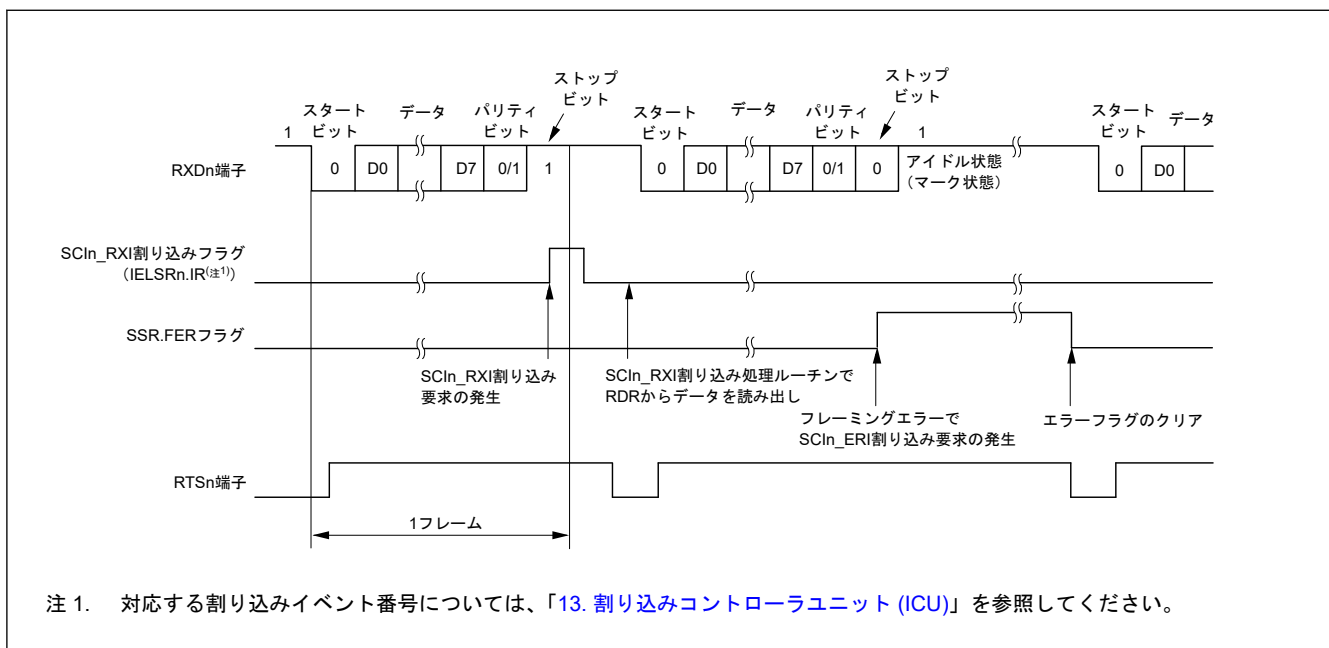 ストップ
ビット
ストップ
ビット
スタート
ビット
データ
パリティ
ビット
スタート
ビット
データ
パリティ
ビット
1
スタート
ビット
データ
1
RXDn端子
0
D0
D7
0/1
1
0
D0
D7
0/1
0
アイドル状態
(マーク状態)
0
D0
SCIn_RXI割り込みフラグ
(IELSRn.IR(注1))
SSR.FERフラグ
SCIn_RXI割り込み
要求の発生
SCIn_RXI割り込み処理ルーチンで
RDRからデータを読み出し
フレーミングエラーで
SCIn_ERI割り込み要求の発生
エラーフラグのクリア
RTSn端子
1フレーム
注 1. 対応する割り込みイベント番号については、「13. 割り込みコントローラユニット (ICU)」を参照してください。